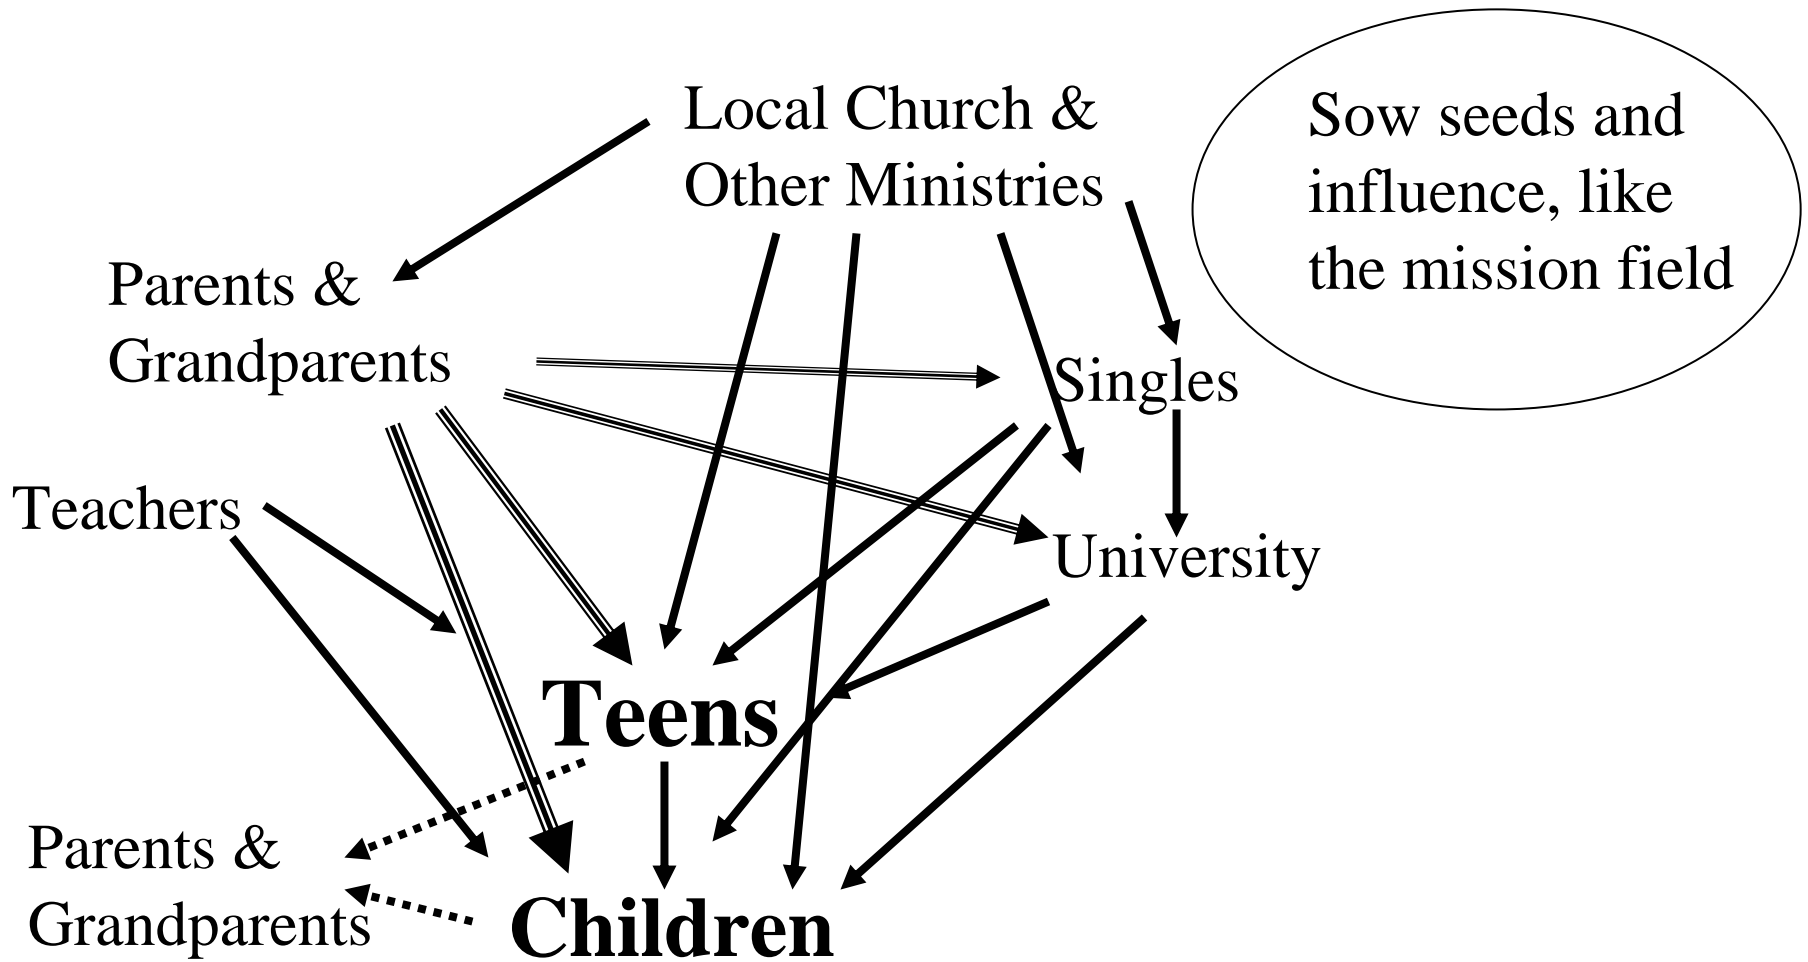 Local Church &
Other Ministries
Sow seeds and
influence, like
the mission field
Parents &
Grandparents
Singles
Teachers
University
Teens
Parents &
Grandparents
Children